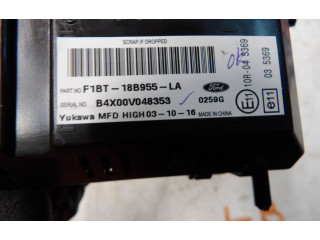 SCRAP IF DROPPED
PART NO F1BT-18B955-LA
Ford
SERIAL NO B4X00V048353
0259G
Yukawa MFD HIGH 03-10-16
MADE IN CHINA
10R-04 5369
03 5369
E11
e11